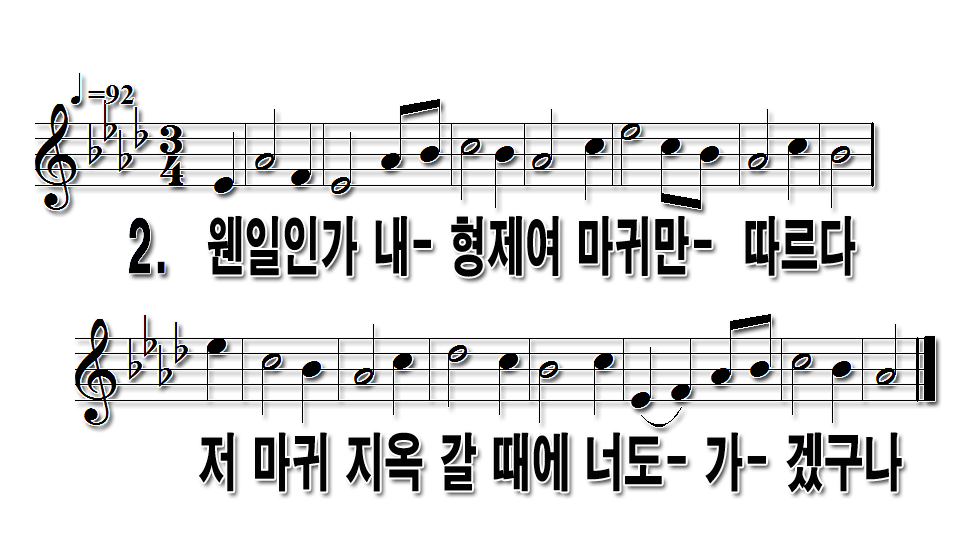 ♩=92
3
4
2. 웬일인가 내- 형제여 마귀만- 따르다
저 마귀 지옥 갈 때에 너도- 가- 겠구나